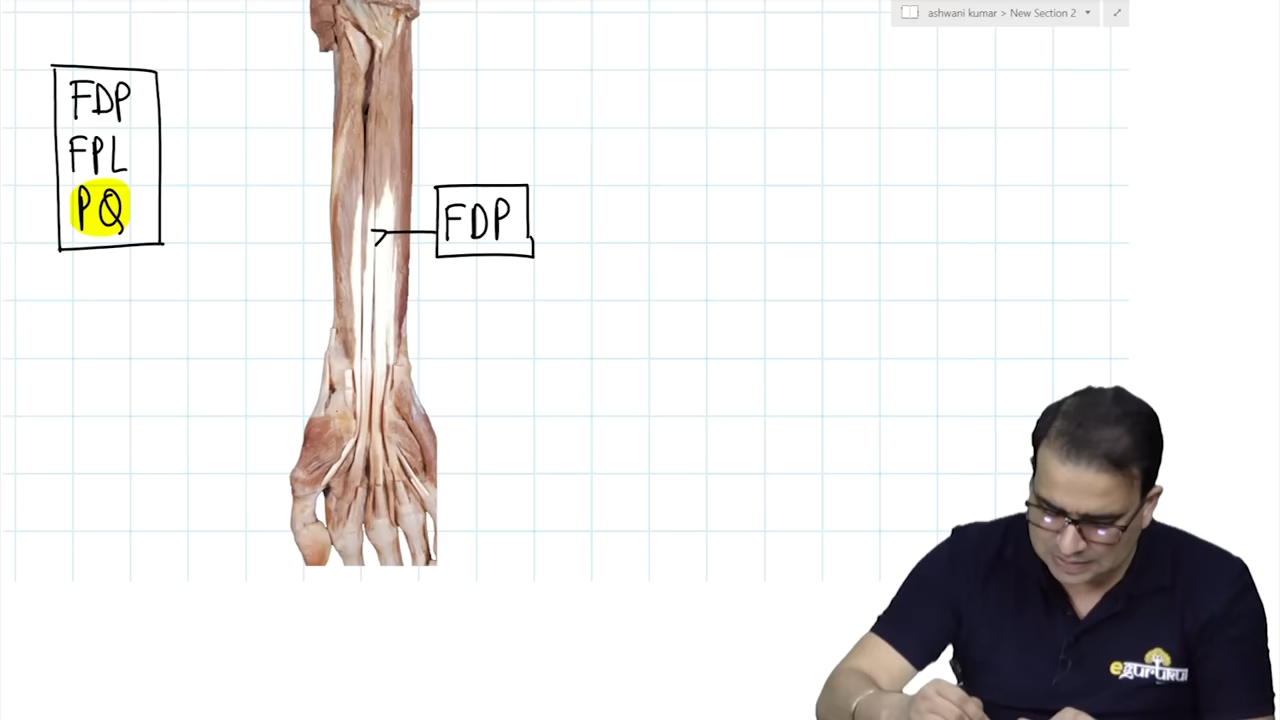 ashwani kumar > New Section 2
FDP
FPL
PQ
FDP
egurukul